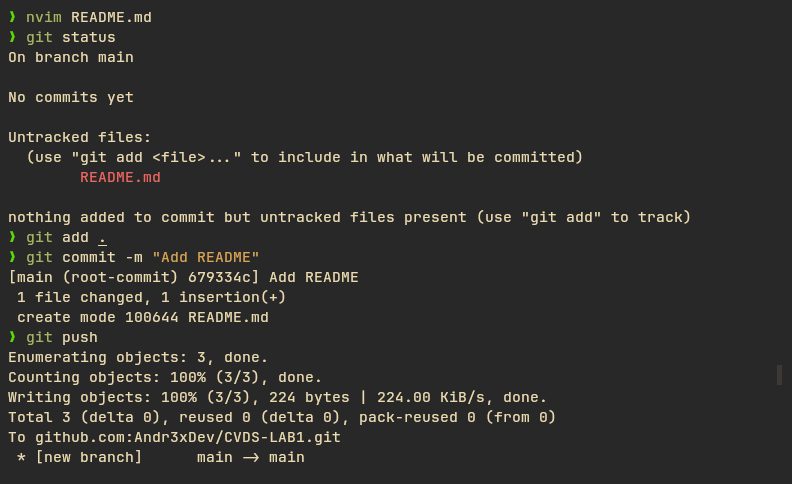 ❱ nvim README.md
❱ git status
On branch main

No commits yet

Untracked files:
  (use "git add <file>..." to include in what will be committed)
        README.md

nothing added to commit but untracked files present (use "git add" to track)
❱ git add .
❱ git commit -m "Add README"
[main (root-commit) 679334c] Add README
 1 file changed, 1 insertion(+)
 create mode 100644 README.md
❱ git push
Enumerating objects: 3, done.
Counting objects: 100% (3/3), done.
Writing objects: 100% (3/3), 224 bytes | 224.00 KiB/s, done.
Total 3 (delta 0), reused 0 (delta 0), pack-reused 0 (from 0)
To github.com:Andr3xDev/CVDS-LAB1.git
 * [new branch]      main -> main